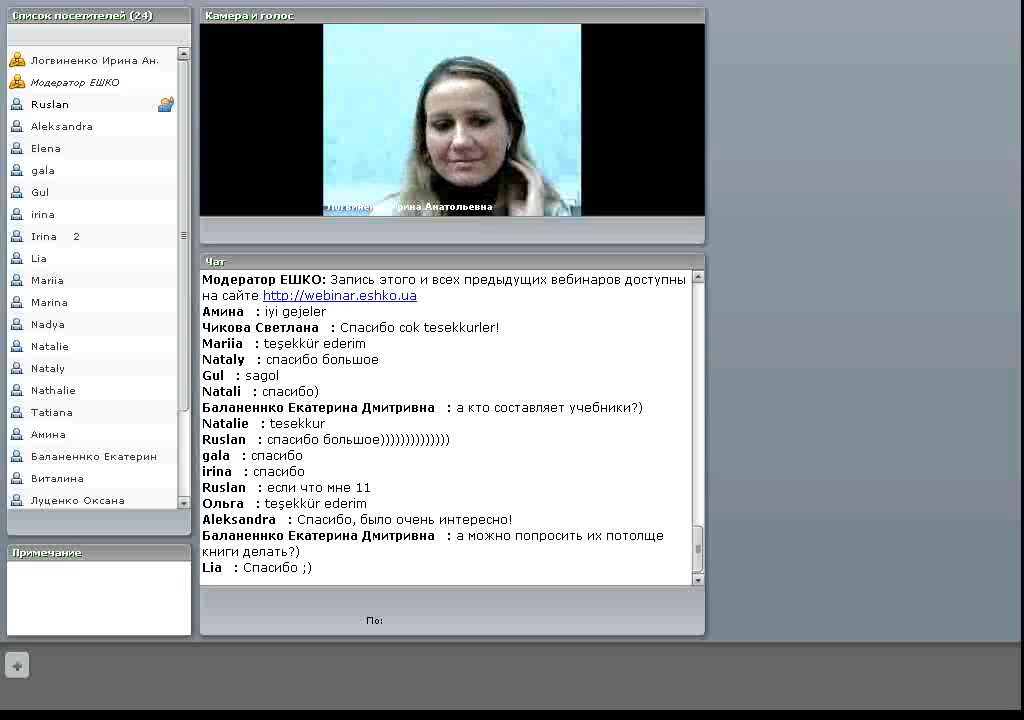 Список посетителей (24)
Логвиненко Ирина Ан.
Модератор ЕШКО
Ruslan
Aleksandra
Elena
gala
Gul
irina
Irina 2
Lia
Mariia
Marina
Nadya
Natalie
Nataly
Nathalie
Tatiana
Амина
Баланеннко Екатерин
Виталина
Луценко Оксана
Примечание
Камера и голос
Логвиненко Ирина Анатольевна
Чат
Модератор ЕШКО: Запись этого и всех предыдущих вебинаров доступны
на сайте http://webinar.eshko.ua
Амина : iyi gejeler
Чикова Светлана : Спасибо cok tesekkurler!
Mariia : teşekkür ederim
Nataly : спасибо большое
Gul : sagol
Natali : спасибо)
Баланеннко Екатерина Дмитривна : а кто составляет учебники?)
Natalie : tesekkur
Ruslan : спасибо большое))))))))))))))
gala : спасибо
irina : спасибо
Ruslan : если что мне 11
Ольга : teşekkür ederim
Aleksandra : Спасибо, было очень интересно!
Баланеннко Екатерина Дмитривна : а можно попросить их потолще
книги делать?)
Lia : Спасибо ;)
По: